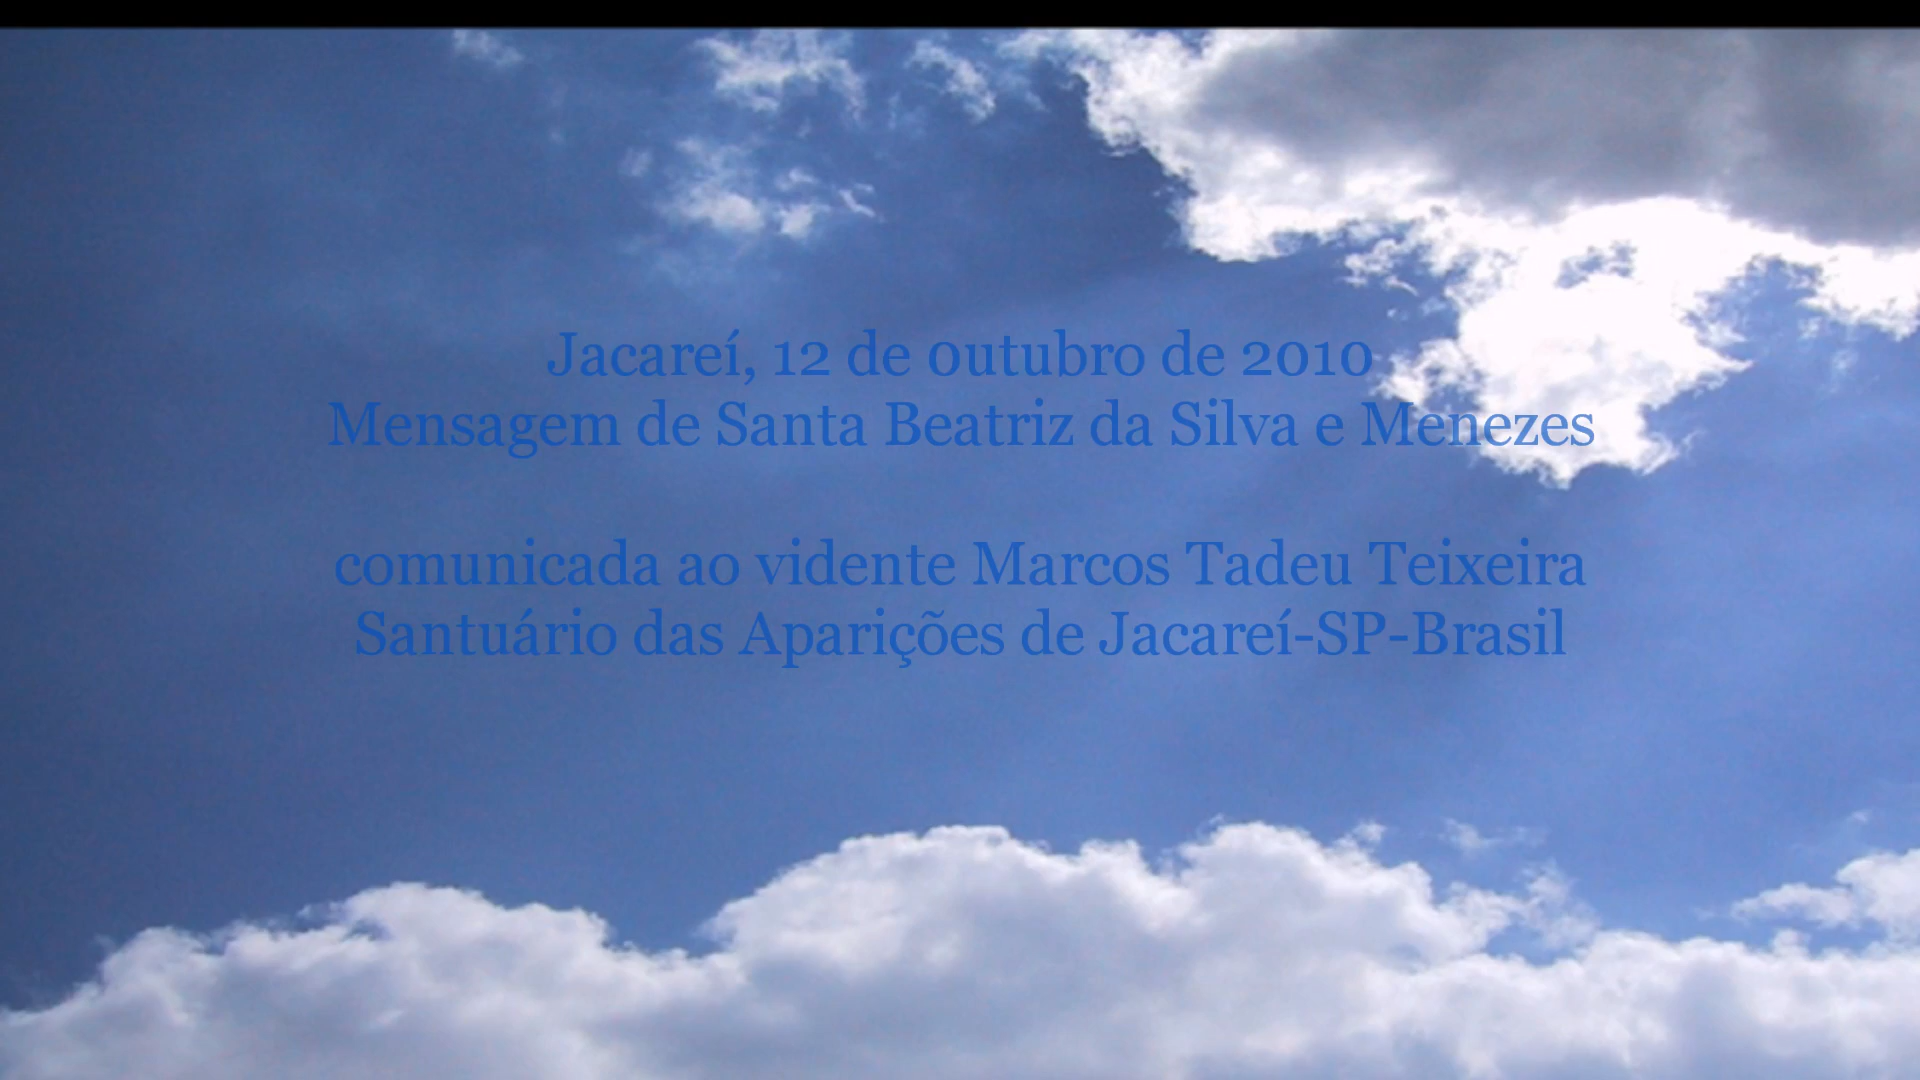 Jacareí, 12 de outubro de 2010
Mensagem de Santa Beatriz da Silva e Menezes
comunicada ao vidente Marcos Tadeu Teixeira
Santuário das Aparições de Jacareí-SP-Brasil